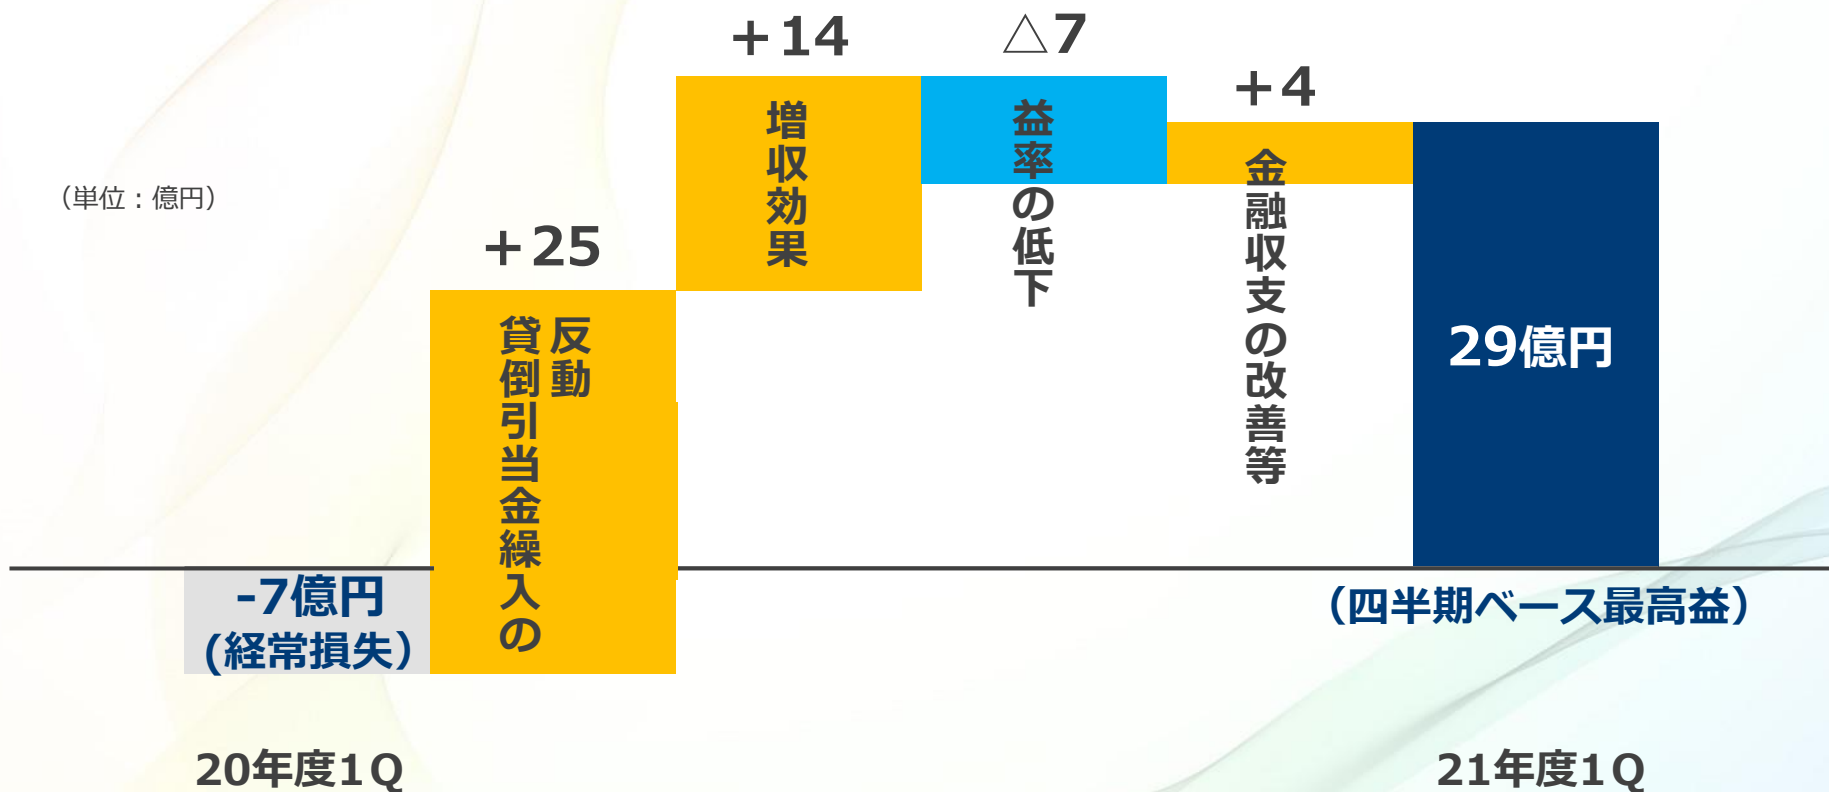 （単位：億円）
-7億円
(経常損失）
20年度1Q
＋25
貸倒引当金繰入の
反動
＋14
増収効果
△7
益率の低下
＋4
金融収支の改善等
29億円
（四半期ベース最高益）
21年度1Q